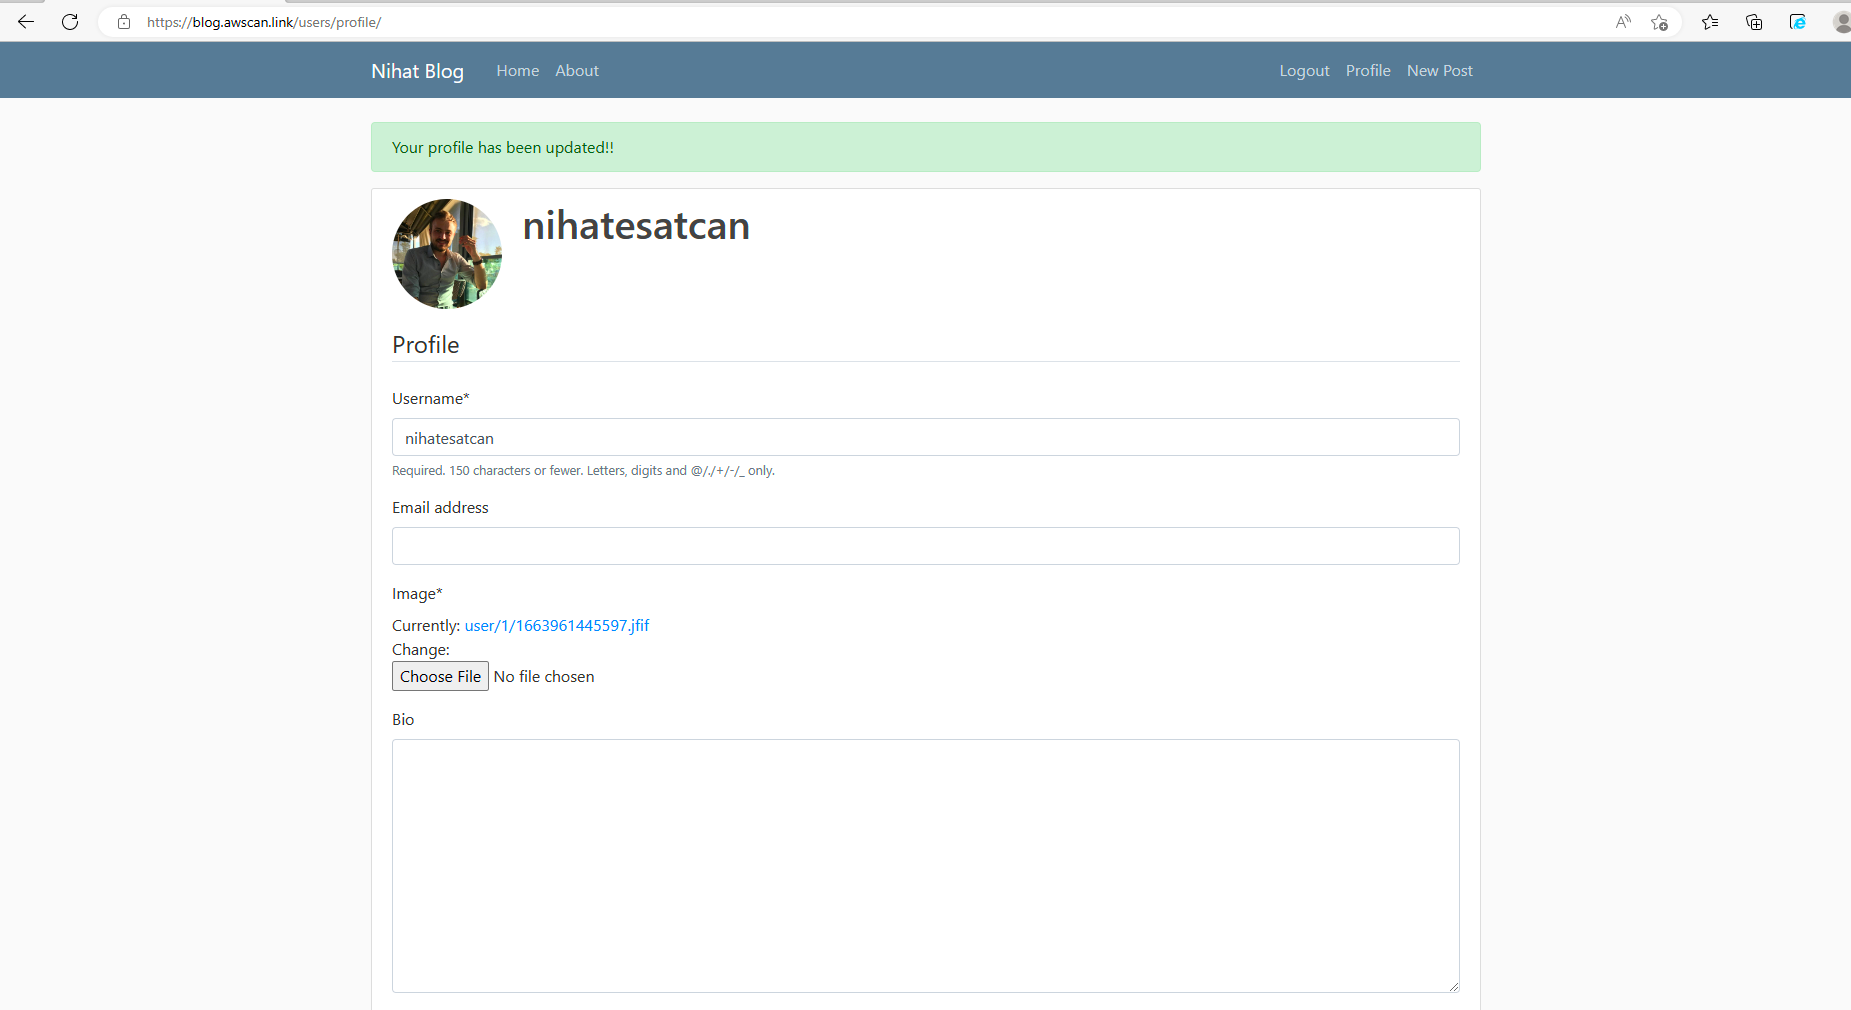 https://blog.awscan.link/users/profile/
Nihat Blog Home About Logout Profile New Post
Your profile has been updated!!
nihatesatcan
Profile
Username*
nihatesatcan
Required. 150 characters or fewer. Letters, digits and @/./+/-/_ only.
Email address
Image*
Currently: user/1/1663961445597.jfif
Change:
Choose File No file chosen
Bio